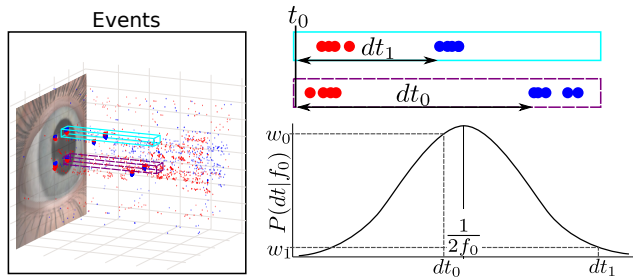 Events
t₀
dt₁
dt₀
w₀
P(dt|f₀)
w₁
1
2f₀
dt₀
dt₁